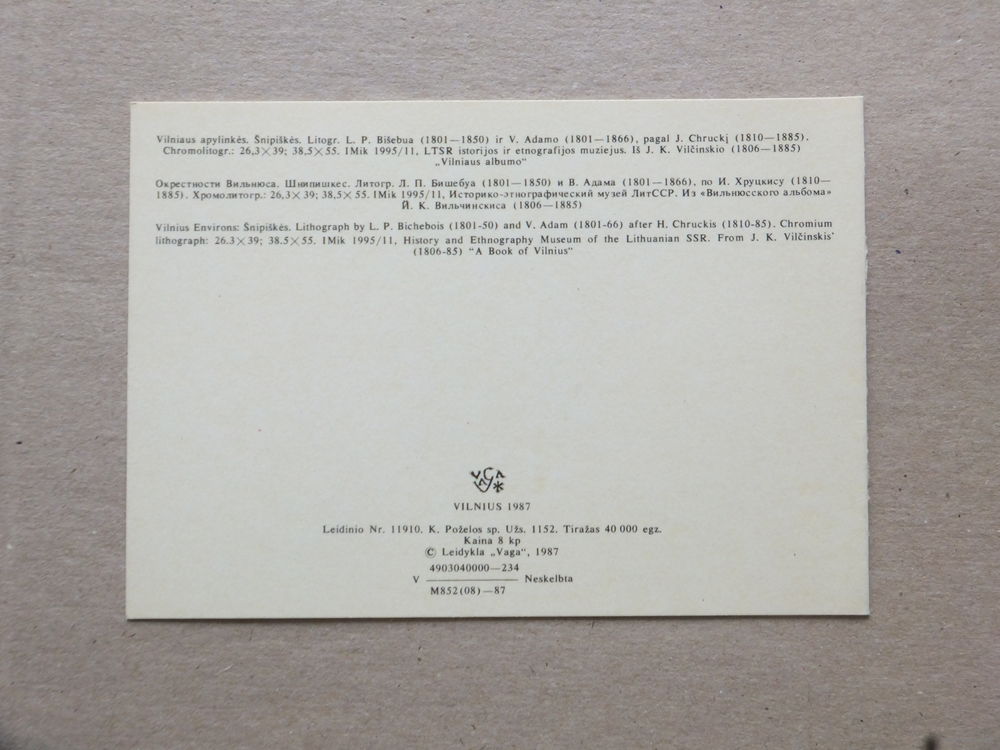 Vilniaus apylinkės. Šnipiškės. Litogr. L. P. Bišebua (1801—1850) ir V. Adamo (1801—1866), pagal J. Chruckį (1810—1885).
Chromolitogr.: 26,3×39; 38,5×55. IMik 1995/11, LTSR istorijos ir etnografijos muziejus. Iš J. K. Vilčinskio (1806—1885)
„Vilniaus albumo“
Окрестности Вильнюса. Шнипишкес. Литогр. Л. П. Бишебуа (1801—1850) и В. Адама (1801—1866), по И. Хруцкису (1810—
1885). Хромолитогр.: 26,3×39; 38,5×55. IMik 1995/11, Историко-этнографический музей ЛитССР. Из «Вильнюсского альбома»
Й. К. Вильчинскиса (1806—1885)
Vilnius Environs: Šnipiškės. Lithograph by L. P. Bichebois (1801-50) and V. Adam (1801-66) after H. Chruckis (1810-85). Chromium
lithograph: 26.3×39; 38.5×55. IMik 1995/11, History and Ethnography Museum of the Lithuanian SSR. From J. K. Vilčinskis'
(1806-85) “A Book of Vilnius”
VILNIUS 1987
Leidinio Nr. 11910. K. Poželos sp. Užs. 1152. Tiražas 40 000 egz.
Kaina 8 kp
© Leidykla „Vaga“, 1987
4903040000—234
V ———— Neskelbta
M852(08)—87